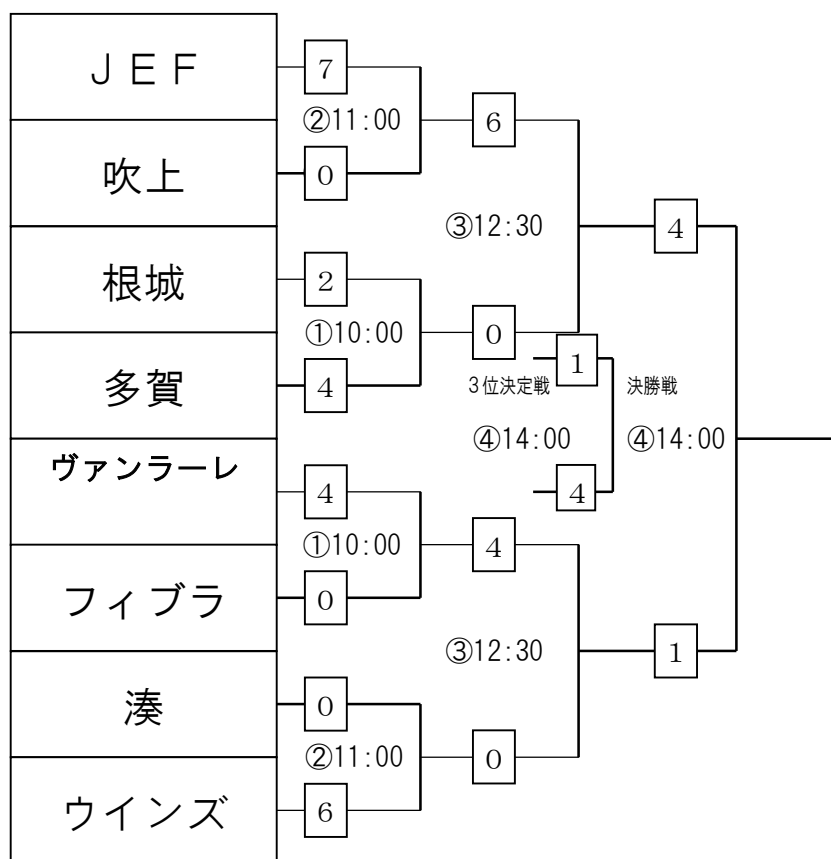 ＪＥＦ
7
②11:00
6
吹上
0
③12:30
4
根城
2
①10:00
0
多賀
4
1
3位決定戦
決勝戦
④14:00
④14:00
ヴァンラーレ
4
4
①10:00
4
フィブラ
0
③12:30
1
湊
0
②11:00
0
ウインズ
6